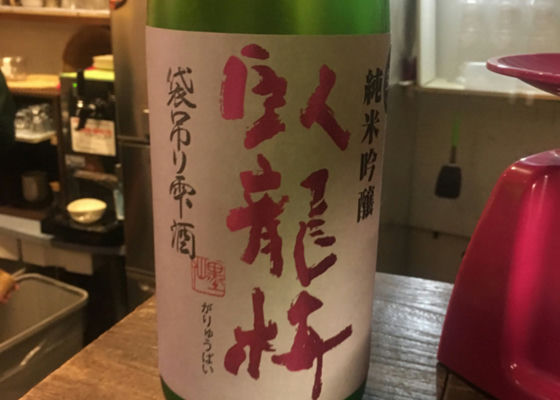 純米吟醸
臥龍梅
がりゅうばい
袋吊り雫酒